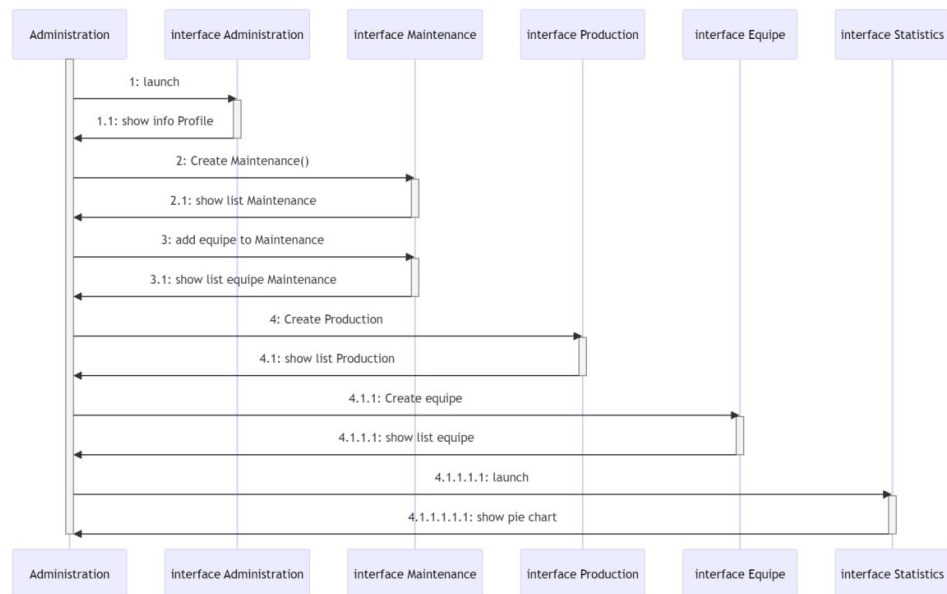 Administration
interface Administration
interface Maintenance
interface Production
interface Equipe
interface Statistics
1: launch
1.1: show info Profile
2: Create Maintenance()
2.1: show list Maintenance
3: add equipe to Maintenance
3.1: show list equipe Maintenance
4: Create Production
4.1: show list Production
4.1.1: Create equipe
4.1.1.1: show list equipe
4.1.1.1.1: launch
4.1.1.1.1.1: show pie chart
Administration
interface Administration
interface Maintenance
interface Production
interface Equipe
interface Statistics